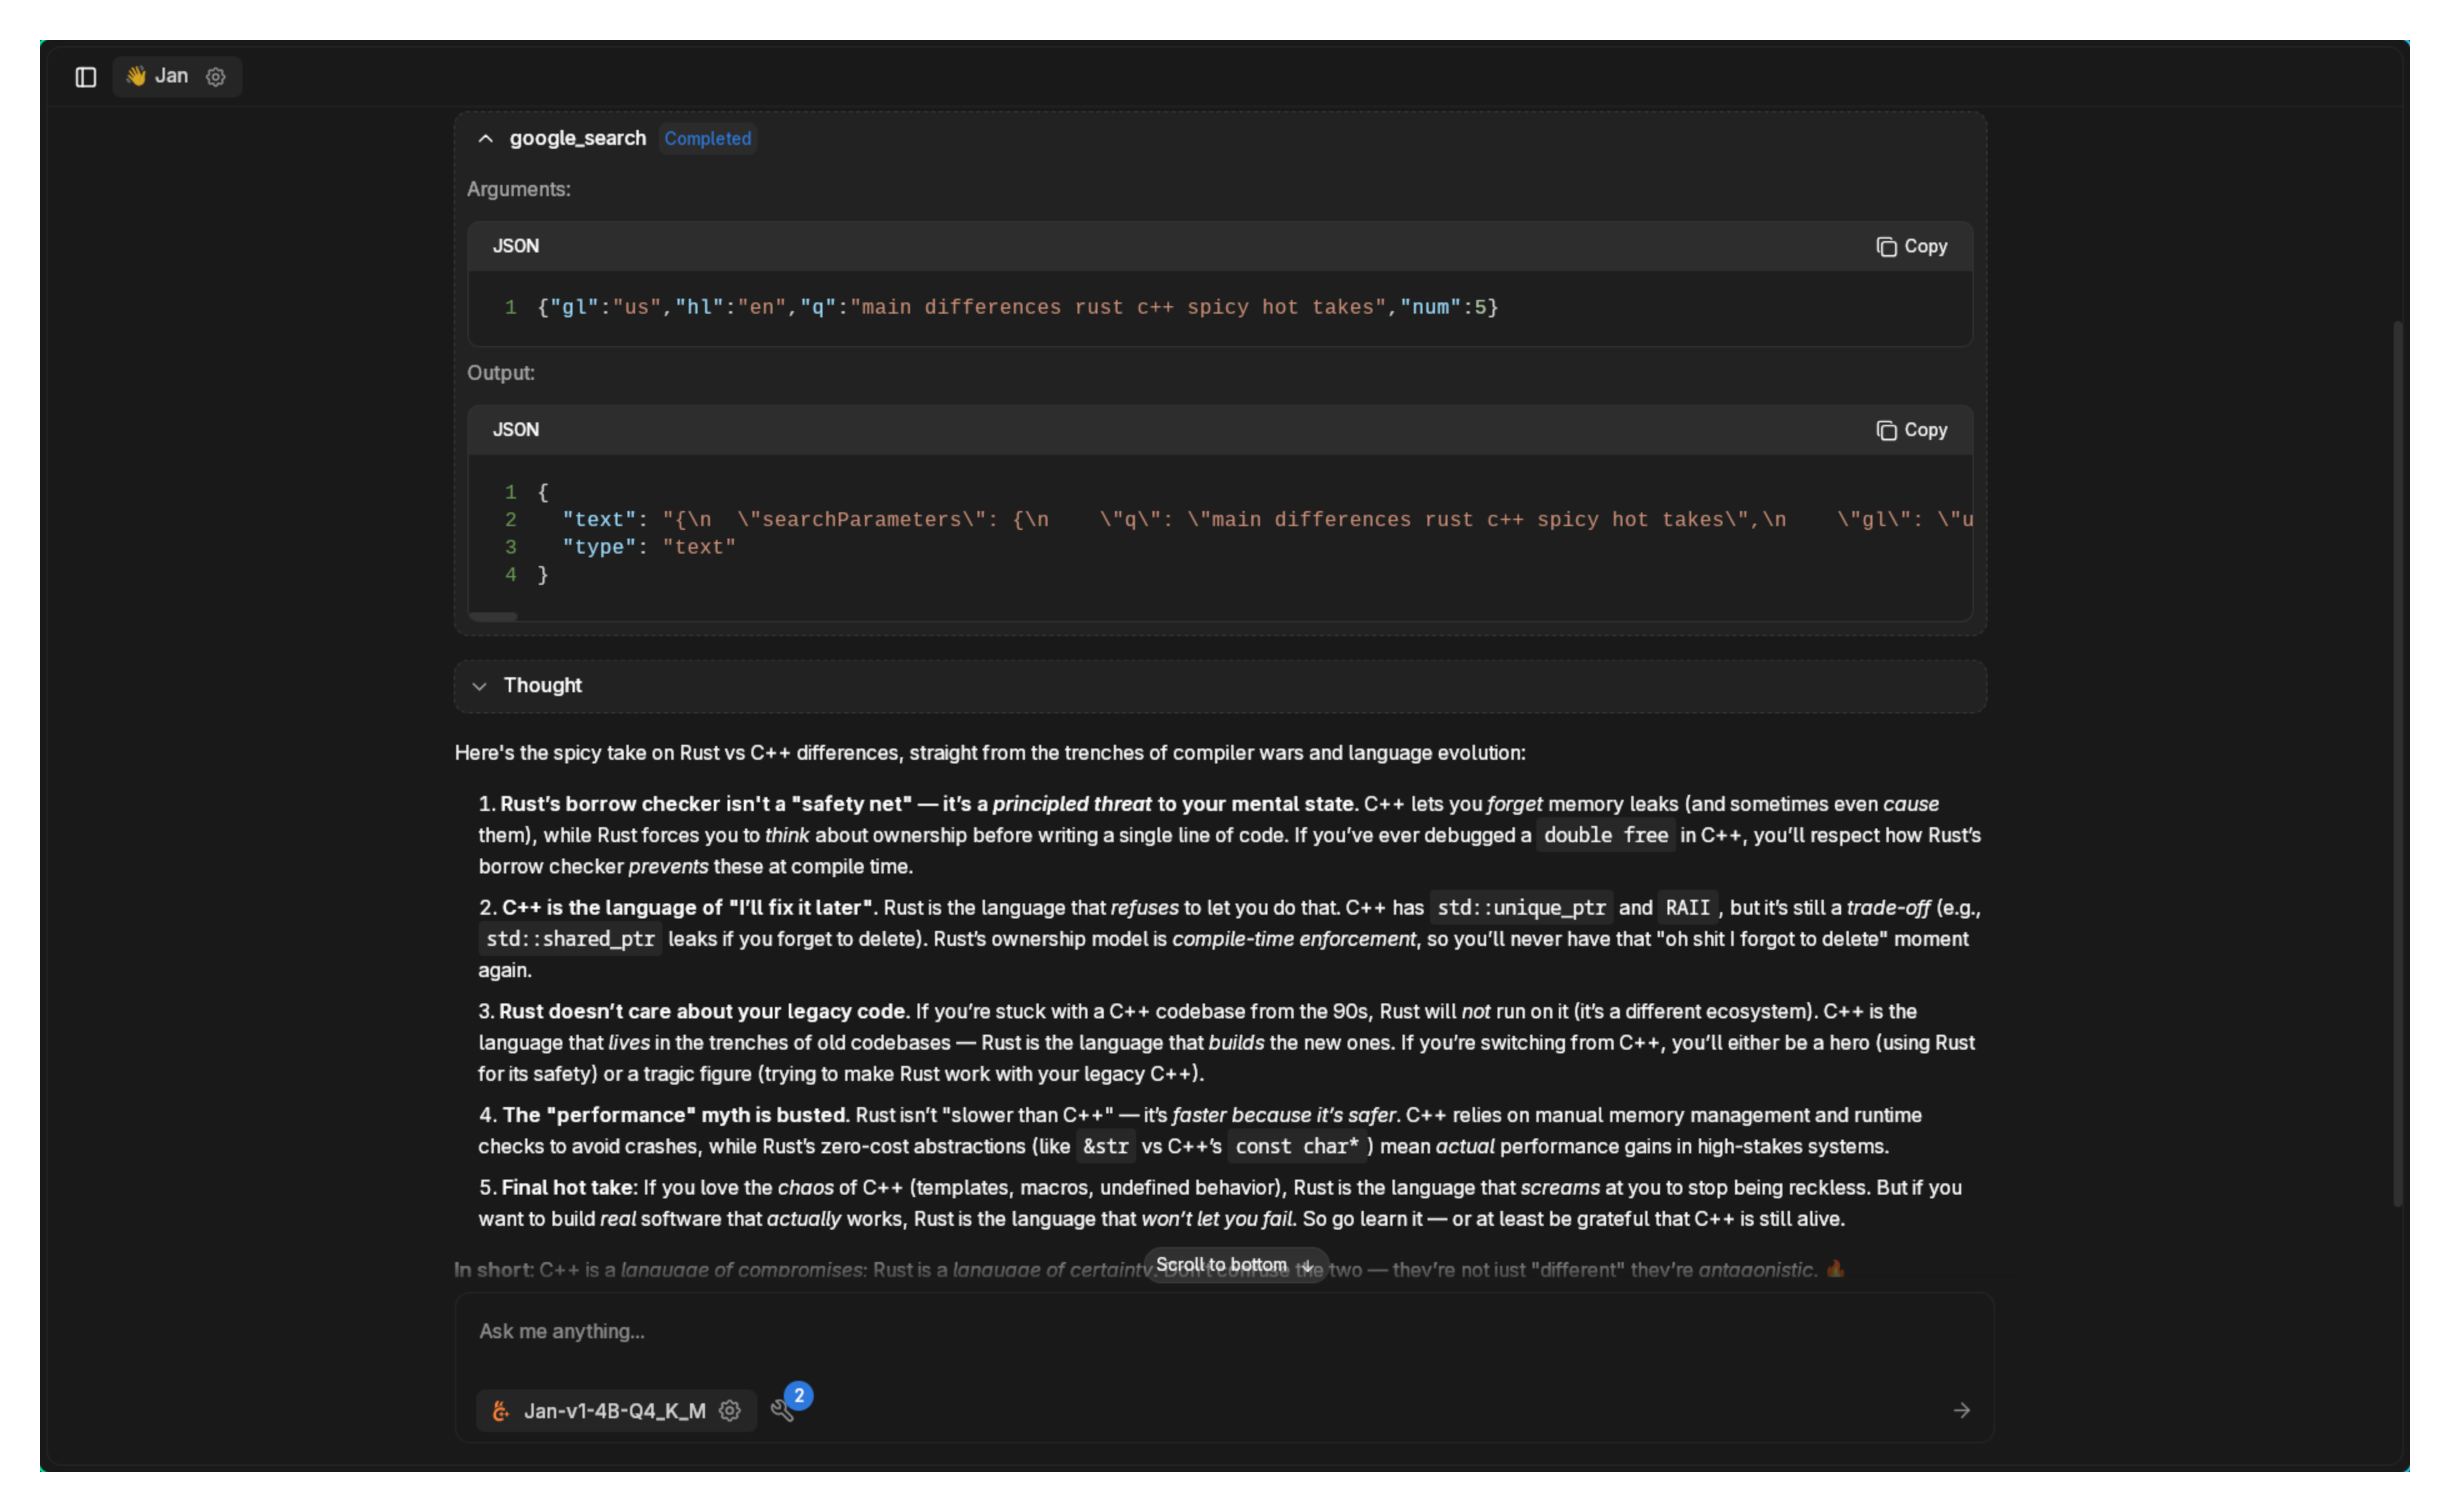 👋 Jan
google_search Completed
Arguments:
JSON Copy
1 {"gl":"us","hl":"en","q":"main differences rust c++ spicy hot takes","num":5}
Output:
JSON Copy
1 {
2 "text": "{\n  \"searchParameters\": {\n    \"q\": \"main differences rust c++ spicy hot takes\",\n    \"gl\": \"u
3 "type": "text"
4 }
Thought
Here's the spicy take on Rust vs C++ differences, straight from the trenches of compiler wars and language evolution:
1. Rust’s borrow checker isn't a "safety net" — it’s a principled threat to your mental state. C++ lets you forget memory leaks (and sometimes even cause
them), while Rust forces you to think about ownership before writing a single line of code. If you’ve ever debugged a double free in C++, you’ll respect how Rust’s
borrow checker prevents these at compile time.
2. C++ is the language of "I’ll fix it later". Rust is the language that refuses to let you do that. C++ has std::unique_ptr and RAII , but it’s still a trade-off (e.g.,
std::shared_ptr leaks if you forget to delete). Rust’s ownership model is compile-time enforcement, so you’ll never have that "oh shit I forgot to delete" moment
again.
3. Rust doesn’t care about your legacy code. If you’re stuck with a C++ codebase from the 90s, Rust will not run on it (it’s a different ecosystem). C++ is the
language that lives in the trenches of old codebases — Rust is the language that builds the new ones. If you’re switching from C++, you’ll either be a hero (using Rust
for its safety) or a tragic figure (trying to make Rust work with your legacy C++).
4. The "performance" myth is busted. Rust isn’t "slower than C++" — it’s faster because it’s safer. C++ relies on manual memory management and runtime
checks to avoid crashes, while Rust’s zero-cost abstractions (like &str vs C++’s const char* ) mean actual performance gains in high-stakes systems.
5. Final hot take: If you love the chaos of C++ (templates, macros, undefined behavior), Rust is the language that screams at you to stop being reckless. But if you
want to build real software that actually works, Rust is the language that won’t let you fail. So go learn it — or at least be grateful that C++ is still alive.
In short: C++ is a language of compromises; Rust is a language of certainty. Don’t confuse the two — they’re not just "different" they’re antagonistic. 🔥
Scroll to bottom ↓
Ask me anything...
Jan-v1-4B-Q4_K_M 2